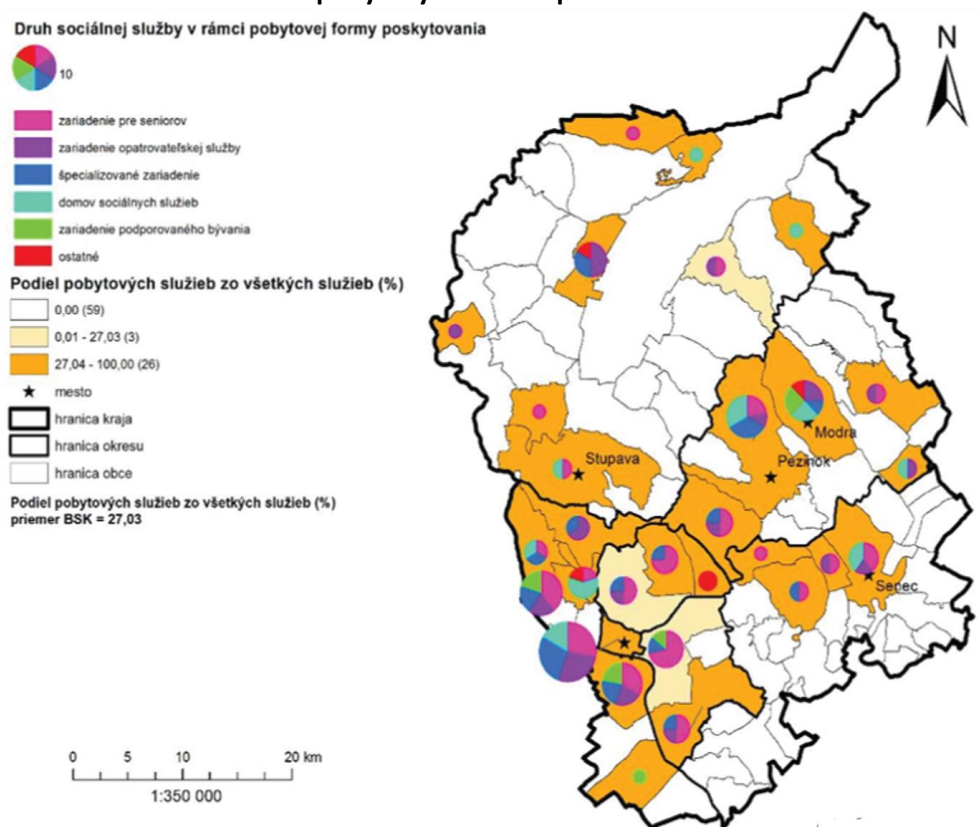 Druh sociálnej služby v rámci pobytovej formy poskytovania
10
zariadenie pre seniorov
zariadenie opatrovateľskej služby
špecializované zariadenie
domov sociálnych služieb
zariadenie podporovaného bývania
ostatné
Podiel pobytových služieb zo všetkých služieb (%)
0,00 (59)
0,01 - 27,03 (3)
27,04 - 100,00 (26)
mesto
hranica kraja
hranica okresu
hranica obce
Podiel pobytových služieb zo všetkých služieb (%)
priemer BSK = 27,03
N
Modra
Stupava
Pezinok
Senec
0 5 10 20 km
1:350 000